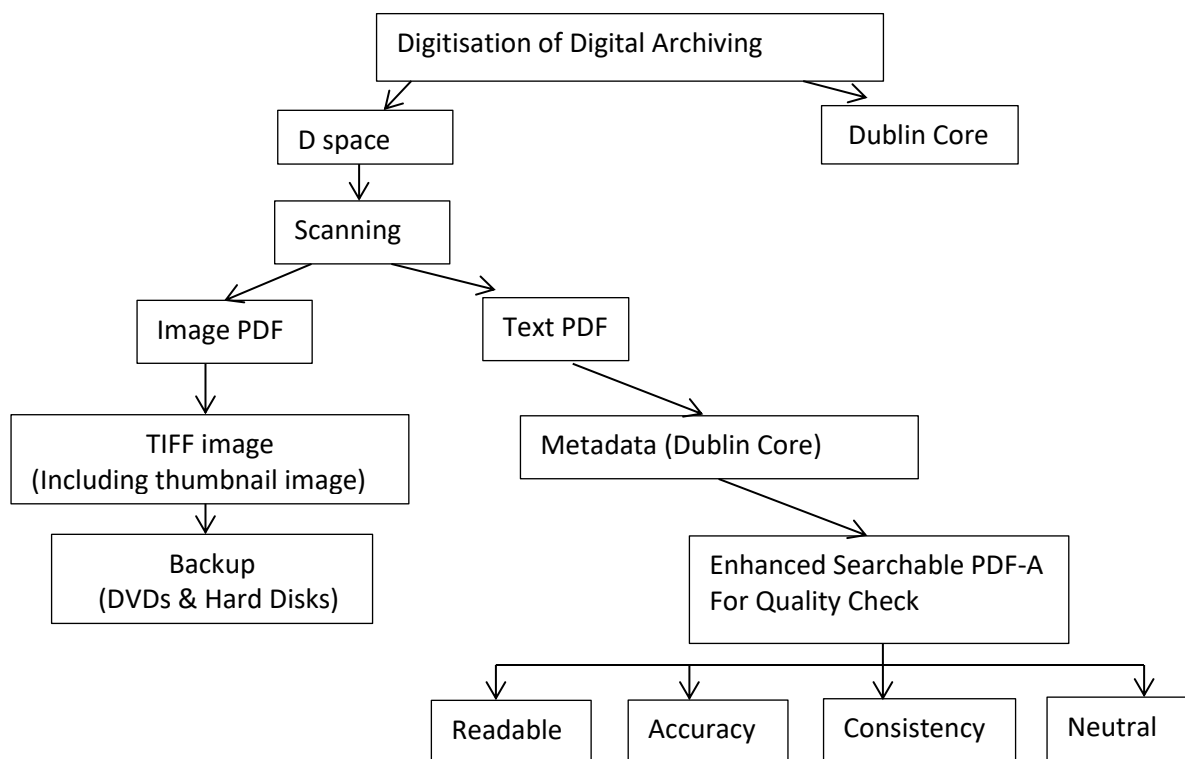 Digitisation of Digital Archiving
D space
Dublin Core
Scanning
Image PDF
Text PDF
TIFF image
(Including thumbnail image)
Metadata (Dublin Core)
Backup
(DVDs & Hard Disks)
Enhanced Searchable PDF-A
For Quality Check
Readable
Accuracy
Consistency
Neutral